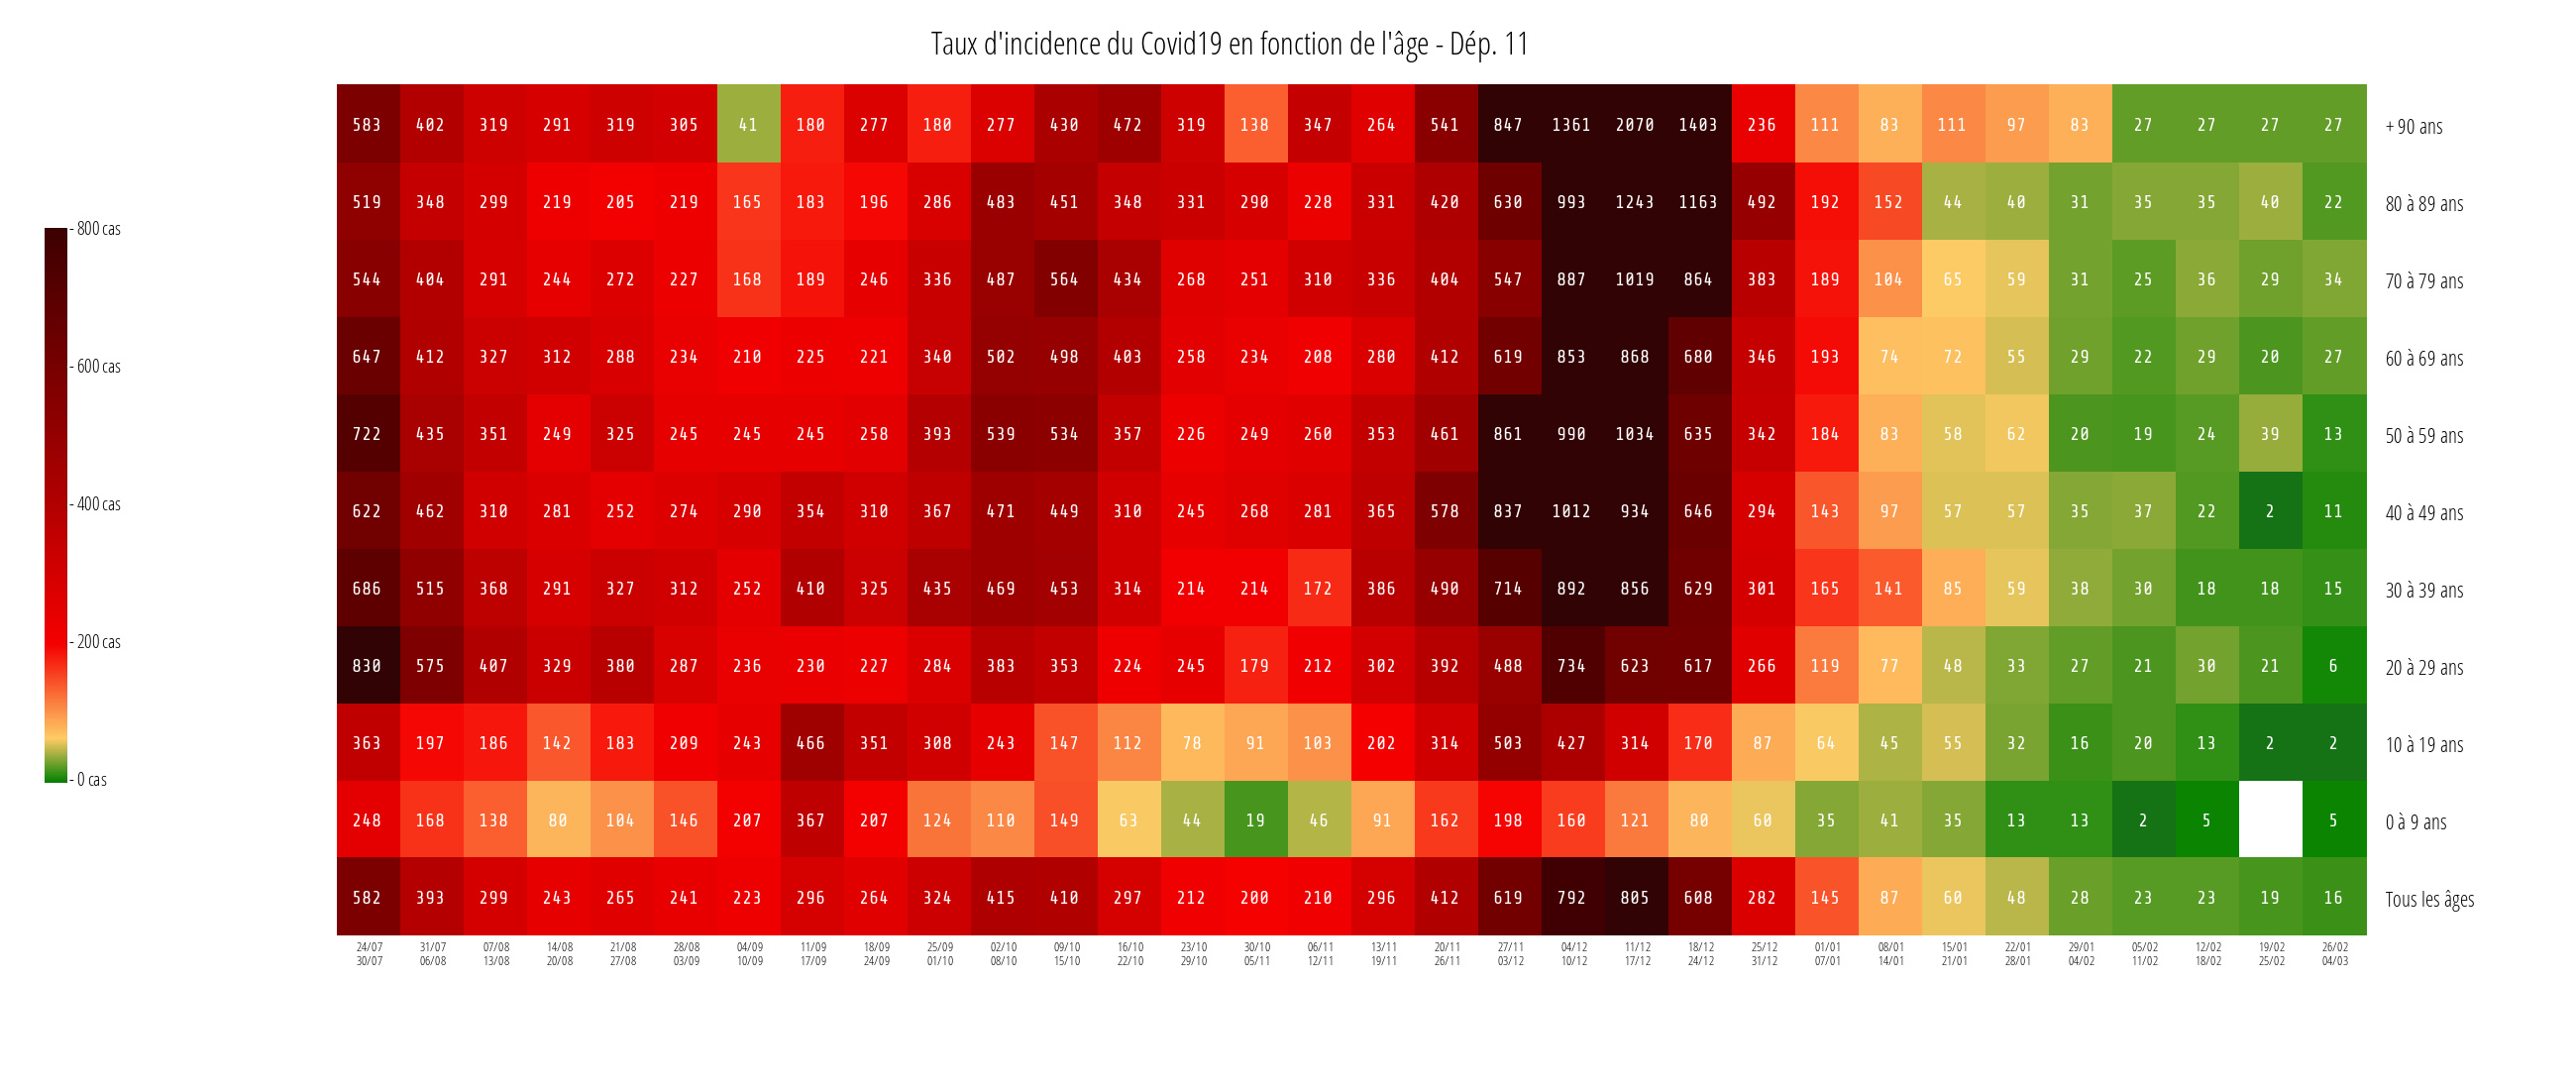 Taux d'incidence du Covid19 en fonction de l'âge - Dép. 11
- 800 cas
- 600 cas
- 400 cas
- 200 cas
- 0 cas
583 402 319 291 319 305 41 180 277 180 277 430 472 319 138 347 264 541 847 1361 2070 1403 236 111 83 111 97 83 27 27 27 27 + 90 ans
519 348 299 219 205 219 165 183 196 286 483 451 348 331 290 228 331 420 630 993 1243 1163 492 192 152 44 40 31 35 35 40 22 80 à 89 ans
544 404 291 244 272 227 168 189 246 336 487 564 434 268 251 310 336 404 547 887 1019 864 383 189 104 65 59 31 25 36 29 34 70 à 79 ans
647 412 327 312 288 234 210 225 221 340 502 498 403 258 234 208 280 412 619 853 868 680 346 193 74 72 55 29 22 29 20 27 60 à 69 ans
722 435 351 249 325 245 245 245 258 393 539 534 357 226 249 260 353 461 861 990 1034 635 342 184 83 58 62 20 19 24 39 13 50 à 59 ans
622 462 310 281 252 274 290 354 310 367 471 449 310 245 268 281 365 578 837 1012 934 646 294 143 97 57 57 35 37 22 2 11 40 à 49 ans
686 515 368 291 327 312 252 410 325 435 469 453 314 214 214 172 386 490 714 892 856 629 301 165 141 85 59 38 30 18 18 15 30 à 39 ans
830 575 407 329 380 287 236 230 227 284 383 353 224 245 179 212 302 392 488 734 623 617 266 119 77 48 33 27 21 30 21 6 20 à 29 ans
363 197 186 142 183 209 243 466 351 308 243 147 112 78 91 103 202 314 503 427 314 170 87 64 45 55 32 16 20 13 2 2 10 à 19 ans
248 168 138 80 104 146 207 367 207 124 110 149 63 44 19 46 91 162 198 160 121 80 60 35 41 35 13 13 2 5 5 0 à 9 ans
582 393 299 243 265 241 223 296 264 324 415 410 297 212 200 210 296 412 619 792 805 608 282 145 87 60 48 28 23 23 19 16 Tous les âges
24/07 31/07 07/08 14/08 21/08 28/08 04/09 11/09 18/09 25/09 02/10 09/10 16/10 23/10 30/10 06/11 13/11 20/11 27/11 04/12 11/12 18/12 25/12 01/01 08/01 15/01 22/01 29/01 05/02 12/02 19/02 26/02
30/07 06/08 13/08 20/08 27/08 03/09 10/09 17/09 24/09 01/10 08/10 15/10 22/10 29/10 05/11 12/11 19/11 26/11 03/12 10/12 17/12 24/12 31/12 07/01 14/01 21/01 28/01 04/02 11/02 18/02 25/02 04/03